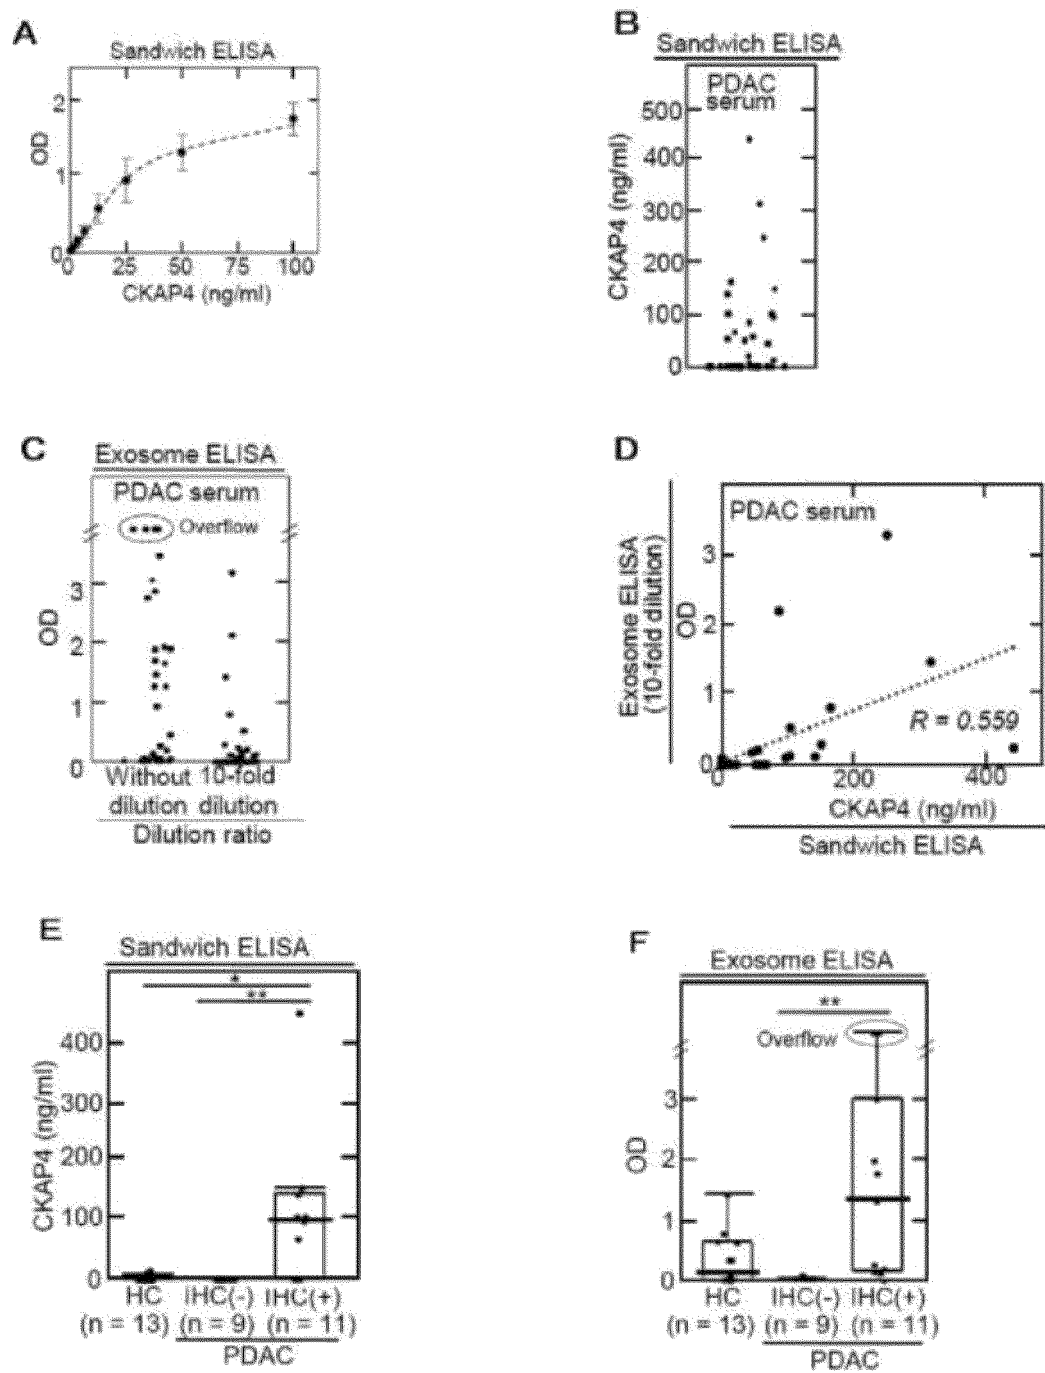 A
Sandwich ELISA
2
1
0
OD
0 25 50 75 100
CKAP4 (ng/ml)
B
Sandwich ELISA
PDAC
serum
500
400
300
200
100
0
CKAP4 (ng/ml)
C
Exosome ELISA
PDAC serum
Overflow
3
2
1
0
OD
Without 10-fold
dilution dilution
Dilution ratio
D
PDAC serum
3
2
1
0
Exosome ELISA
(10-fold dilution)
OD
R = 0.559
0 200 400
CKAP4 (ng/ml)
Sandwich ELISA
E
Sandwich ELISA
*
**
400
300
200
100
0
CKAP4 (ng/ml)
HC IHC(-) IHC(+)
(n = 13) (n = 9) (n = 11)
PDAC
F
Exosome ELISA
**
Overflow
3
2
1
0
OD
HC IHC(-) IHC(+)
(n = 13) (n = 9) (n = 11)
PDAC